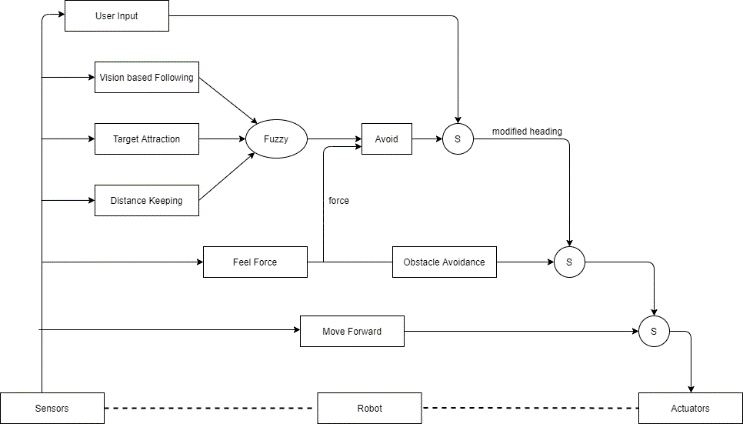 User Input
Vision based Following
Target Attraction
Fuzzy
Avoid
S
modified heading
Distance Keeping
force
Feel Force
Obstacle Avoidance
S
Move Forward
S
Sensors
Robot
Actuators